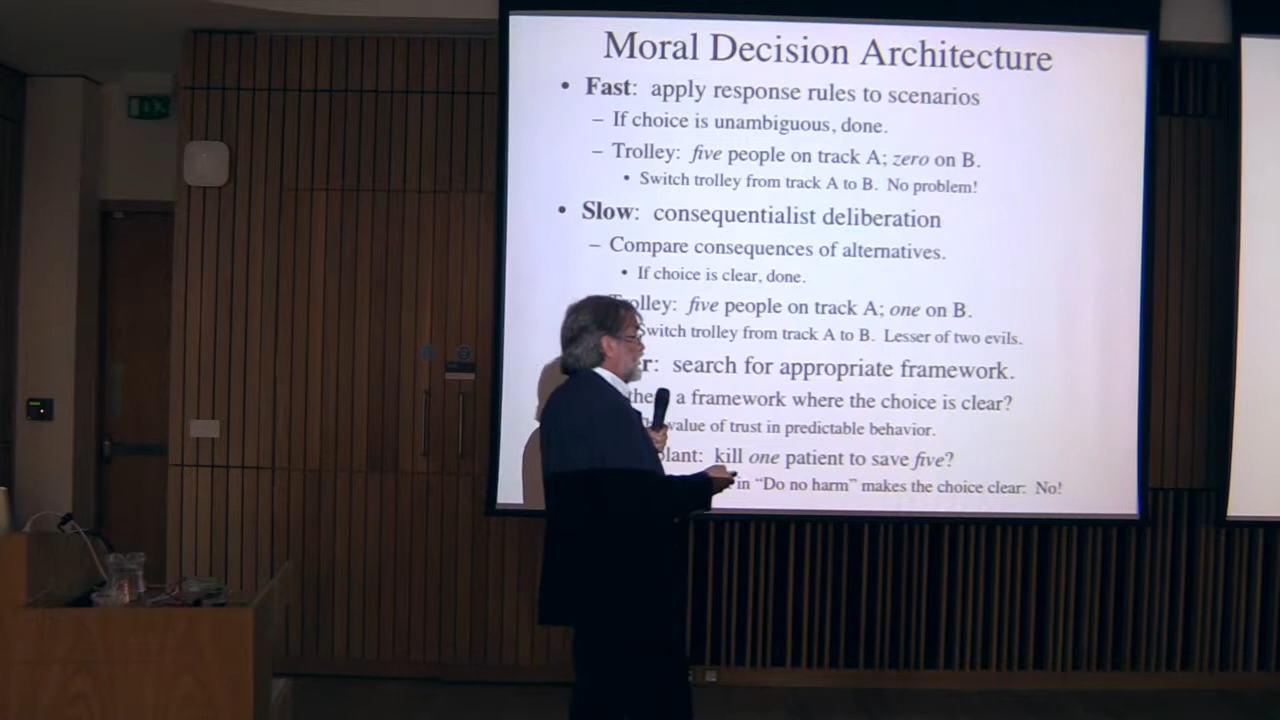 Moral Decision Architecture
• Fast: apply response rules to scenarios
– If choice is unambiguous, done.
– Trolley: five people on track A; zero on B.
• Switch trolley from track A to B. No problem!
• Slow: consequentialist deliberation
– Compare consequences of alternatives.
• If choice is clear, done.
Trolley: five people on track A; one on B.
Switch trolley from track A to B. Lesser of two evils.
r: search for appropriate framework.
a framework where the choice is clear?
value of trust in predictable behavior.
lant: kill one patient to save five?
in “Do no harm” makes the choice clear: No!